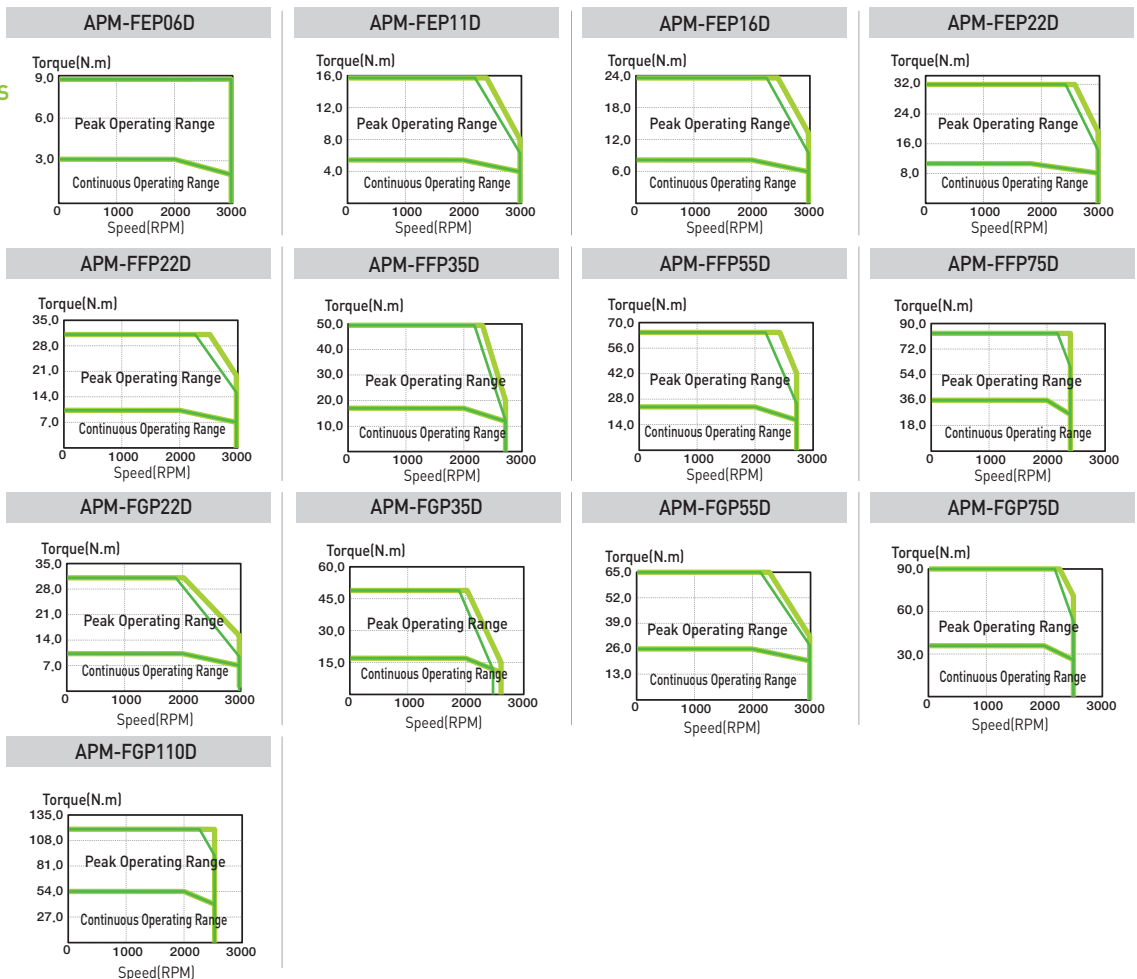 APM-FEP06D
APM-FEP11D
APM-FEP16D
APM-FEP22D
s
Torque(N.m)
9,0
6,0
3,0
Peak Operating Range
Continuous Operating Range
0 1000 2000 3000
Speed(RPM)
Torque(N.m)
16,0
12,0
8,0
4,0
Peak Operating Range
Continuous Operating Range
0 1000 2000 3000
Speed(RPM)
Torque(N.m)
24,0
18,0
12,0
6,0
Peak Operating Range
Continuous Operating Range
0 1000 2000 3000
Speed(RPM)
Torque(N.m)
32,0
24,0
16,0
8,0
Peak Operating Range
Continuous Operating Range
0 1000 2000 3000
Speed(RPM)
APM-FFP22D
APM-FFP35D
APM-FFP55D
APM-FFP75D
Torque(N.m)
35,0
28,0
21,0
14,0
7,0
Peak Operating Range
Continuous Operating Range
0 1000 2000 3000
Speed(RPM)
Torque(N.m)
50,0
40,0
30,0
20,0
10,0
Peak Operating Range
Continuous Operating Range
0 1000 2000 3000
Speed(RPM)
Torque(N.m)
70,0
56,0
42,0
28,0
14,0
Peak Operating Range
Continuous Operating Range
0 1000 2000 3000
Speed(RPM)
Torque(N.m)
90,0
72,0
54,0
36,0
18,0
Peak Operating Range
Continuous Operating Range
0 1000 2000 3000
Speed(RPM)
APM-FGP22D
APM-FGP35D
APM-FGP55D
APM-FGP75D
Torque(N.m)
35,0
28,0
21,0
14,0
7,0
Peak Operating Range
Continuous Operating Range
0 1000 2000 3000
Speed(RPM)
Torque(N.m)
60,0
45,0
30,0
15,0
Peak Operating Range
Continuous Operating Range
0 1000 2000 3000
Speed(RPM)
Torque(N.m)
65,0
52,0
39,0
26,0
13,0
Peak Operating Range
Continuous Operating Range
0 1000 2000 3000
Speed(RPM)
Torque(N.m)
90,0
60,0
30,0
Peak Operating Range
Continuous Operating Range
0 1000 2000 3000
Speed(RPM)
APM-FGP110D
Torque(N.m)
135,0
108,0
81,0
54,0
27,0
Peak Operating Range
Continuous Operating Range
0 1000 2000 3000
Speed(RPM)